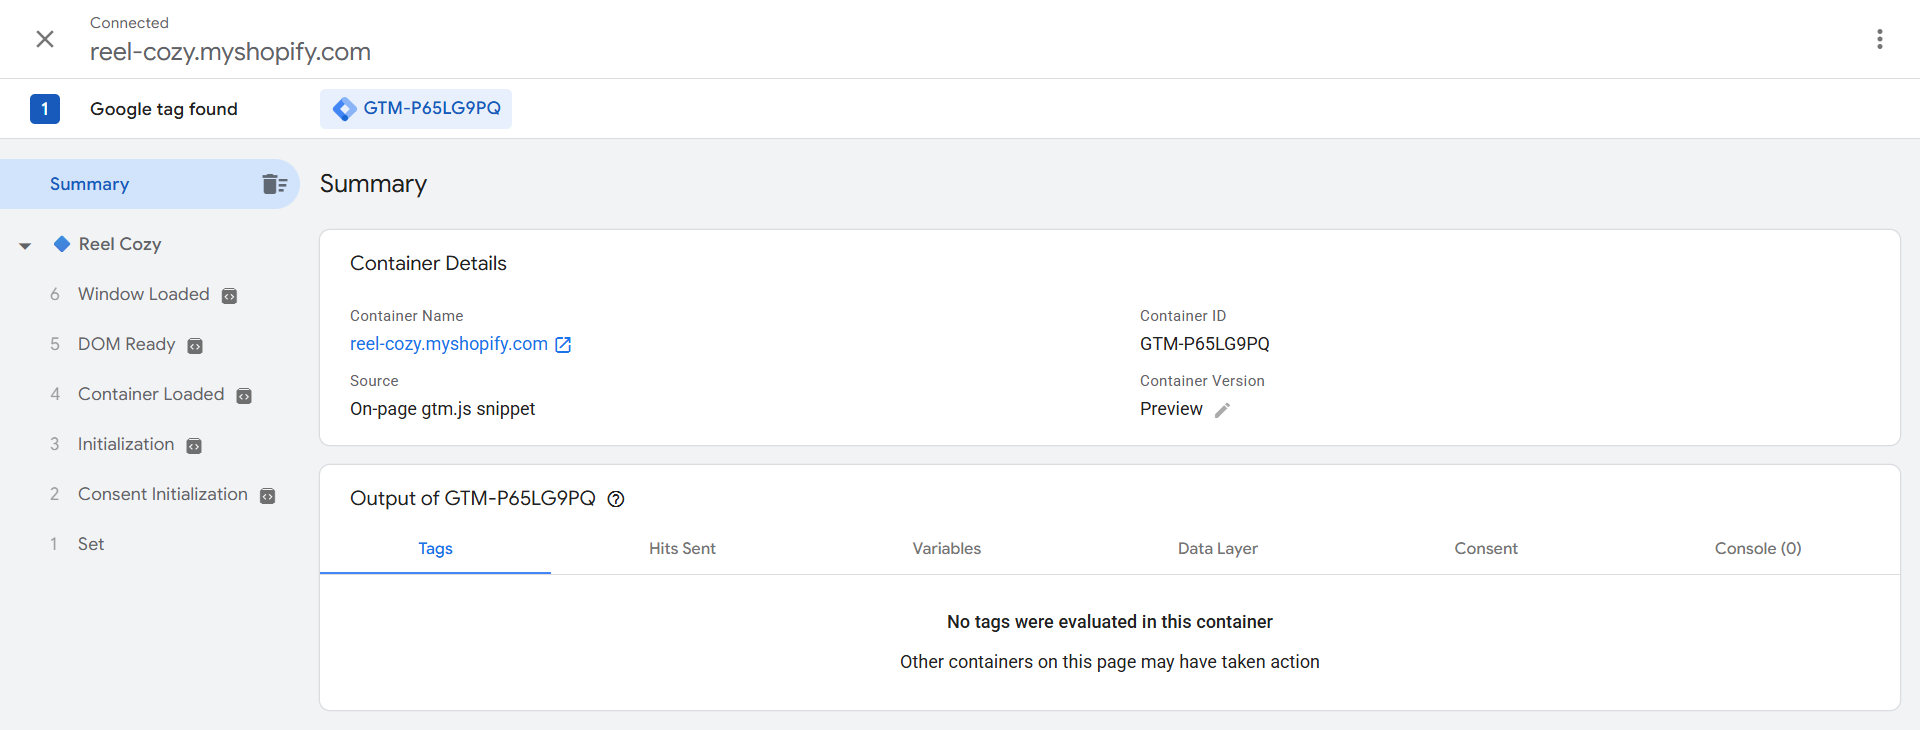 Connected
reel-cozy.myshopify.com
1 Google tag found GTM-P65LG9PQ
Summary
Reel Cozy
6 Window Loaded
5 DOM Ready
4 Container Loaded
3 Initialization
2 Consent Initialization
1 Set
Summary
Container Details
Container Name
reel-cozy.myshopify.com
Container ID
GTM-P65LG9PQ
Source
On-page gtm.js snippet
Container Version
Preview
Output of GTM-P65LG9PQ
Tags Hits Sent Variables Data Layer Consent Console (0)
No tags were evaluated in this container
Other containers on this page may have taken action